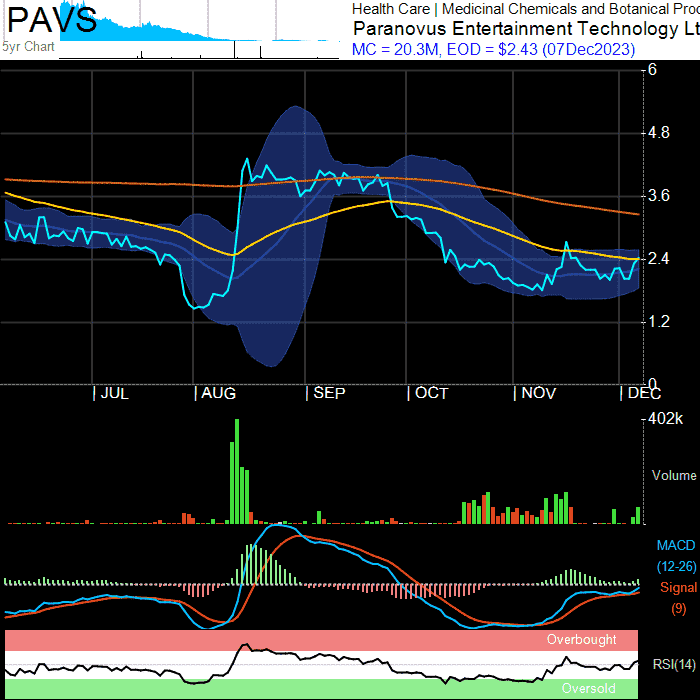 PAVS
Health Care | Medicinal Chemicals and Botanical Proc
Paranovus Entertainment Technology Lt
5yr Chart
MC = 20.3M, EOD = $2.43 (07Dec2023)
6
4.8
3.6
2.4
1.2
0
| JUL | AUG | SEP | OCT | NOV | DEC
402k
Volume
MACD
(12-26)
Signal
(9)
Overbought
RSI(14)
Oversold